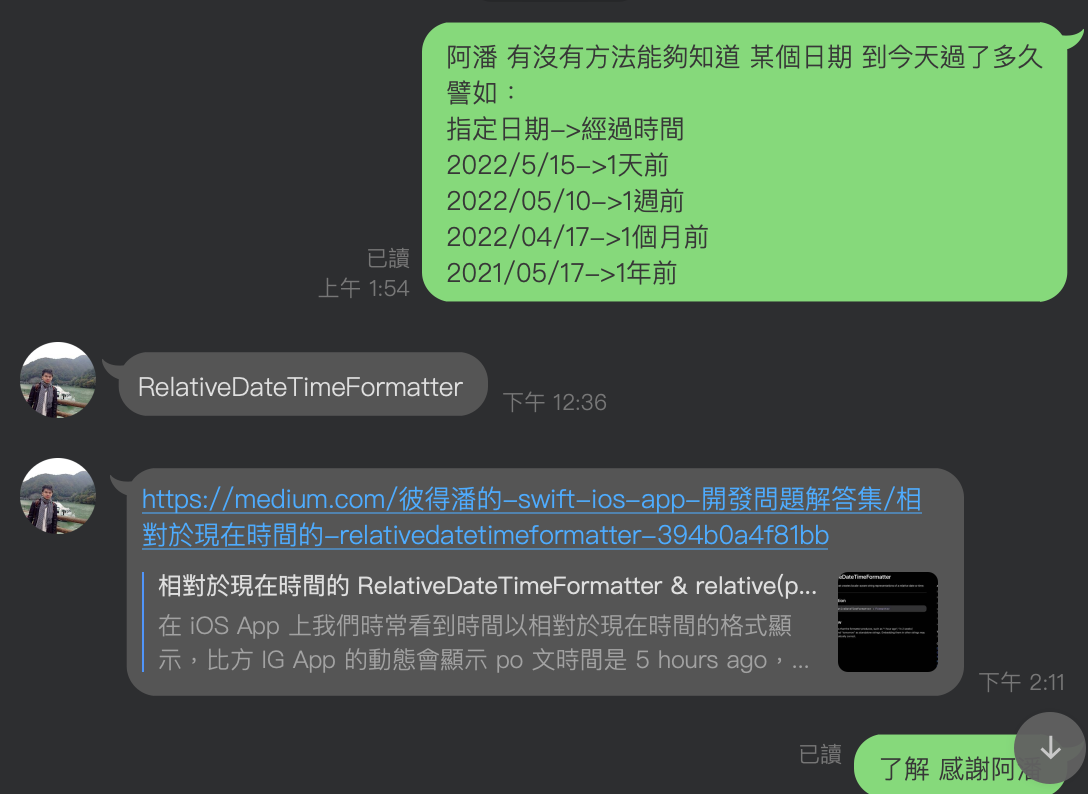 阿潘 有沒有方法能夠知道 某個日期 到今天過了多久
譬如：
指定日期->經過時間
2022/5/15->1天前
2022/05/10->1週前
2022/04/17->1個月前
2021/05/17->1年前
已讀
上午 1:54
RelativeDateTimeFormatter
下午 12:36
https://medium.com/彼得潘的-swift-ios-app-開發問題解答集/相
對於現在時間的-relativedatetimeformatter-394b0a4f81bb
相對於現在時間的 RelativeDateTimeFormatter & relative(p...
在 iOS App 上我們時常看到時間以相對於現在時間的格式顯
示，比方 IG App 的動態會顯示 po 文時間是 5 hours ago，...
eDateTimeFormatter
下午 2:11
已讀
了解 感謝阿潘